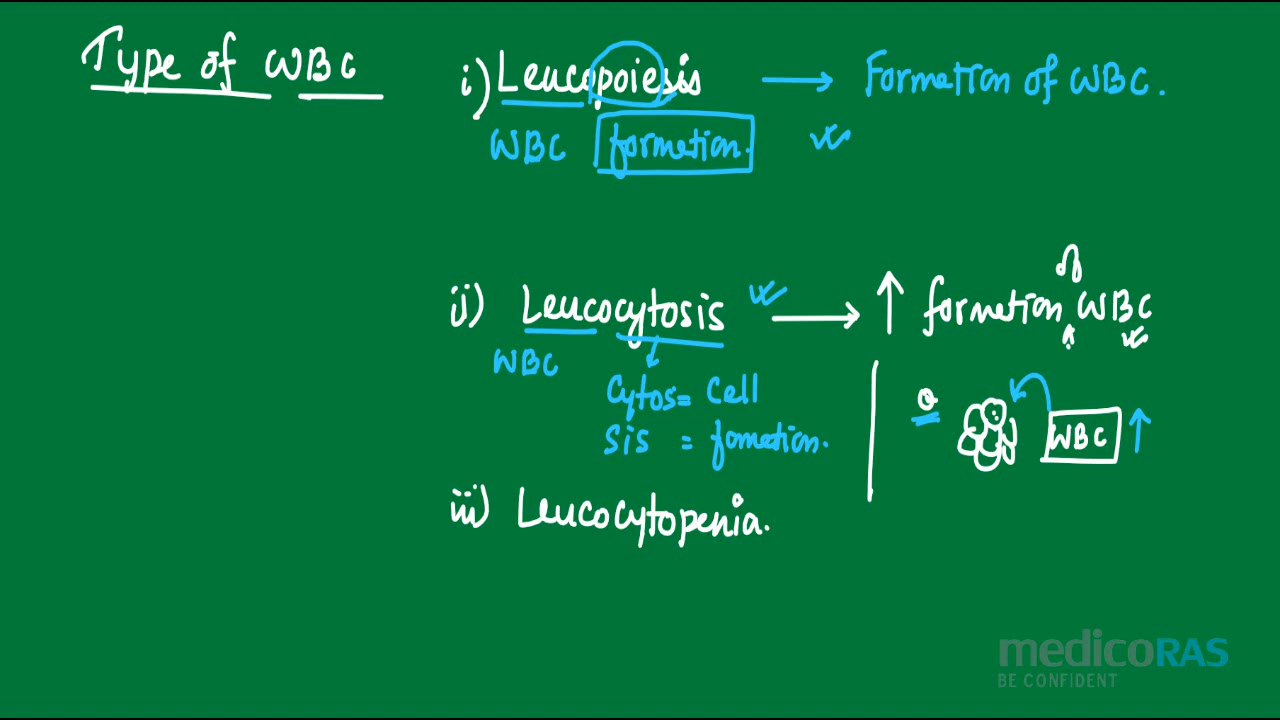 Type of WBC
i) Leucopoiesis → Formation of WBC.
WBC formation.
ii) Leucocytosis → ↑ formation of WBC
WBC
Cytos = Cell
Sis = fomation.
WBC ↑
iii) Leucocytopenia.
medicoRAS
BE CONFIDENT